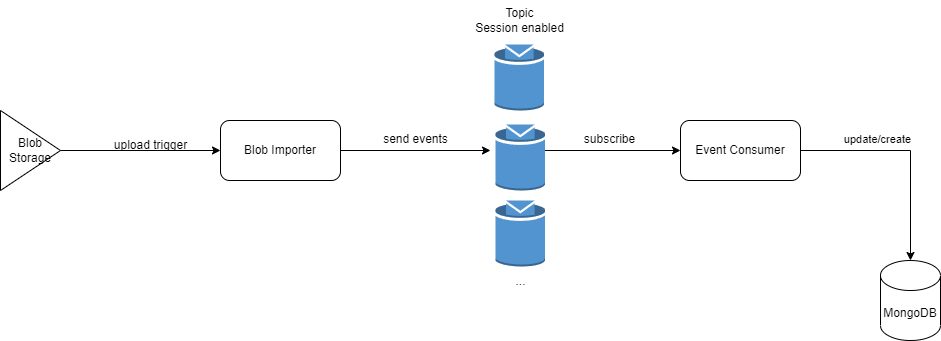 Topic
Session enabled
Blob
Storage
upload trigger
Blob Importer
send events
subscribe
Event Consumer
update/create
...
MongoDB